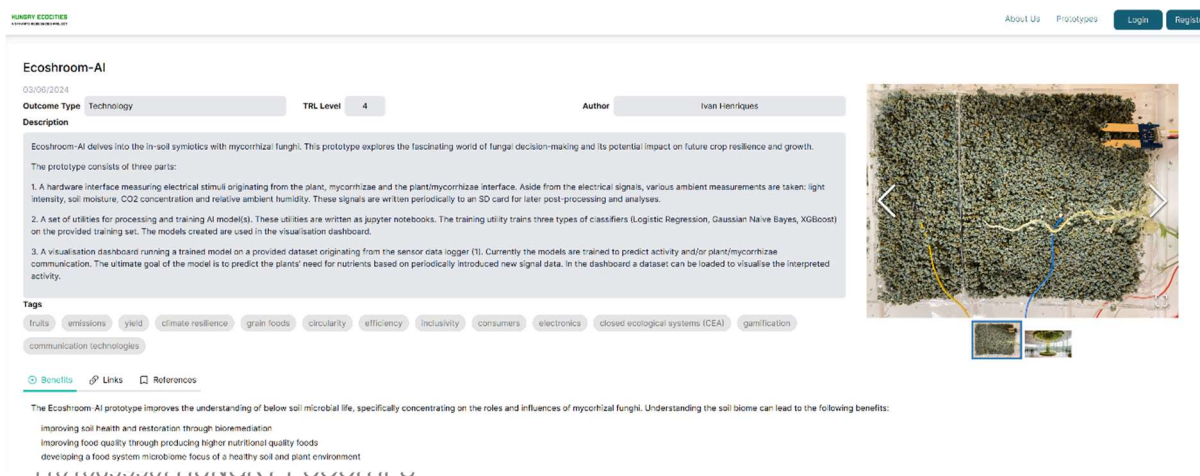 HUNGRY ECOCITIES
About Us Prototypes Login Regist
Ecoshroom-AI
03/06/2024
Outcome Type Technology TRL Level 4 Author Ivan Henriques
Description
Ecoshroom-AI delves into the in-soil symiotics with mycorrhizal funghi. This prototype explores the fascinating world of fungal decision-making and its potential impact on future crop resilience and growth.
The prototype consists of three parts:
1. A hardware interface measuring electrical stimuli originating from the plant, mycorrhizae and the plant/mycorrhizae interface. Aside from the electrical signals, various ambient measurements are taken: light
intensity, soil moisture, CO2 concentration and relative ambient humidity. These signals are written periodically to an SD card for later post-processing and analyses.
2. A set of utilities for processing and training AI model(s). These utilities are written as jupyter notebooks. The training utility trains three types of classifiers (Logistic Regression, Gaussian Naive Bayes, XGBoost)
on the provided training set. The models created are used in the visualisation dashboard.
3. A visualisation dashboard running a trained model on a provided dataset originating from the sensor data logger (1). Currently the models are trained to predict activity and/or plant/mycorrhizae
communication. The ultimate goal of the model is to predict the plants' need for nutrients based on periodically introduced new signal data. In the dashboard a dataset can be loaded to visualise the interpreted
activity.
Tags
fruits emissions yield climate resilience grain foods circularity efficiency inclusivity consumers electronics closed ecological systems (CEA) gamification
communication technologies
Benefits Links References
The Ecoshroom-AI prototype improves the understanding of below soil microbial life, specifically concentrating on the roles and influences of mycorhizal funghi. Understanding the soil biome can lead to the following benefits:
improving soil health and restoration through bioremediation
improving food quality through producing higher nutritional quality foods
developing a food system microbiome focus of a healthy soil and plant environment